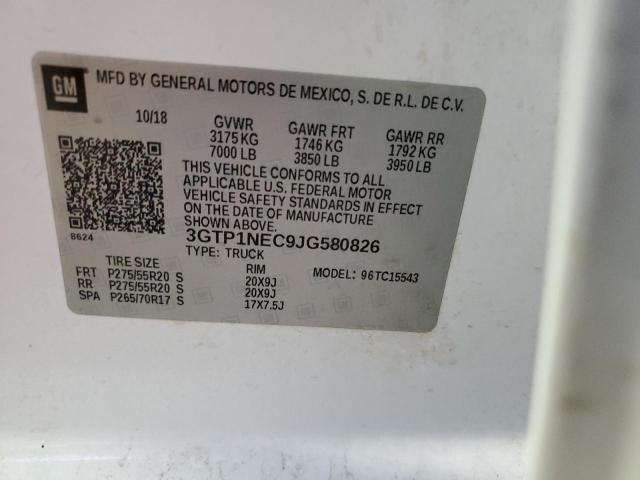 GM
MFD BY GENERAL MOTORS DE MEXICO, S. DE R.L. DE C.V.
10/18 GVWR GAWR FRT GAWR RR
3175 KG 1746 KG 1792 KG
7000 LB 3850 LB 3950 LB
THIS VEHICLE CONFORMS TO ALL
APPLICABLE U.S. FEDERAL MOTOR
VEHICLE SAFETY STANDARDS IN EFFECT
ON THE DATE OF MANUFACTURE
SHOWN ABOVE.
8624 3GTP1NEC9JG580826
TYPE: TRUCK
TIRE SIZE RIM MODEL: 96TC15543
FRT P275/55R20 S 20X9J
RR P275/55R20 S 20X9J
SPA P265/70R17 S 17X7.5J